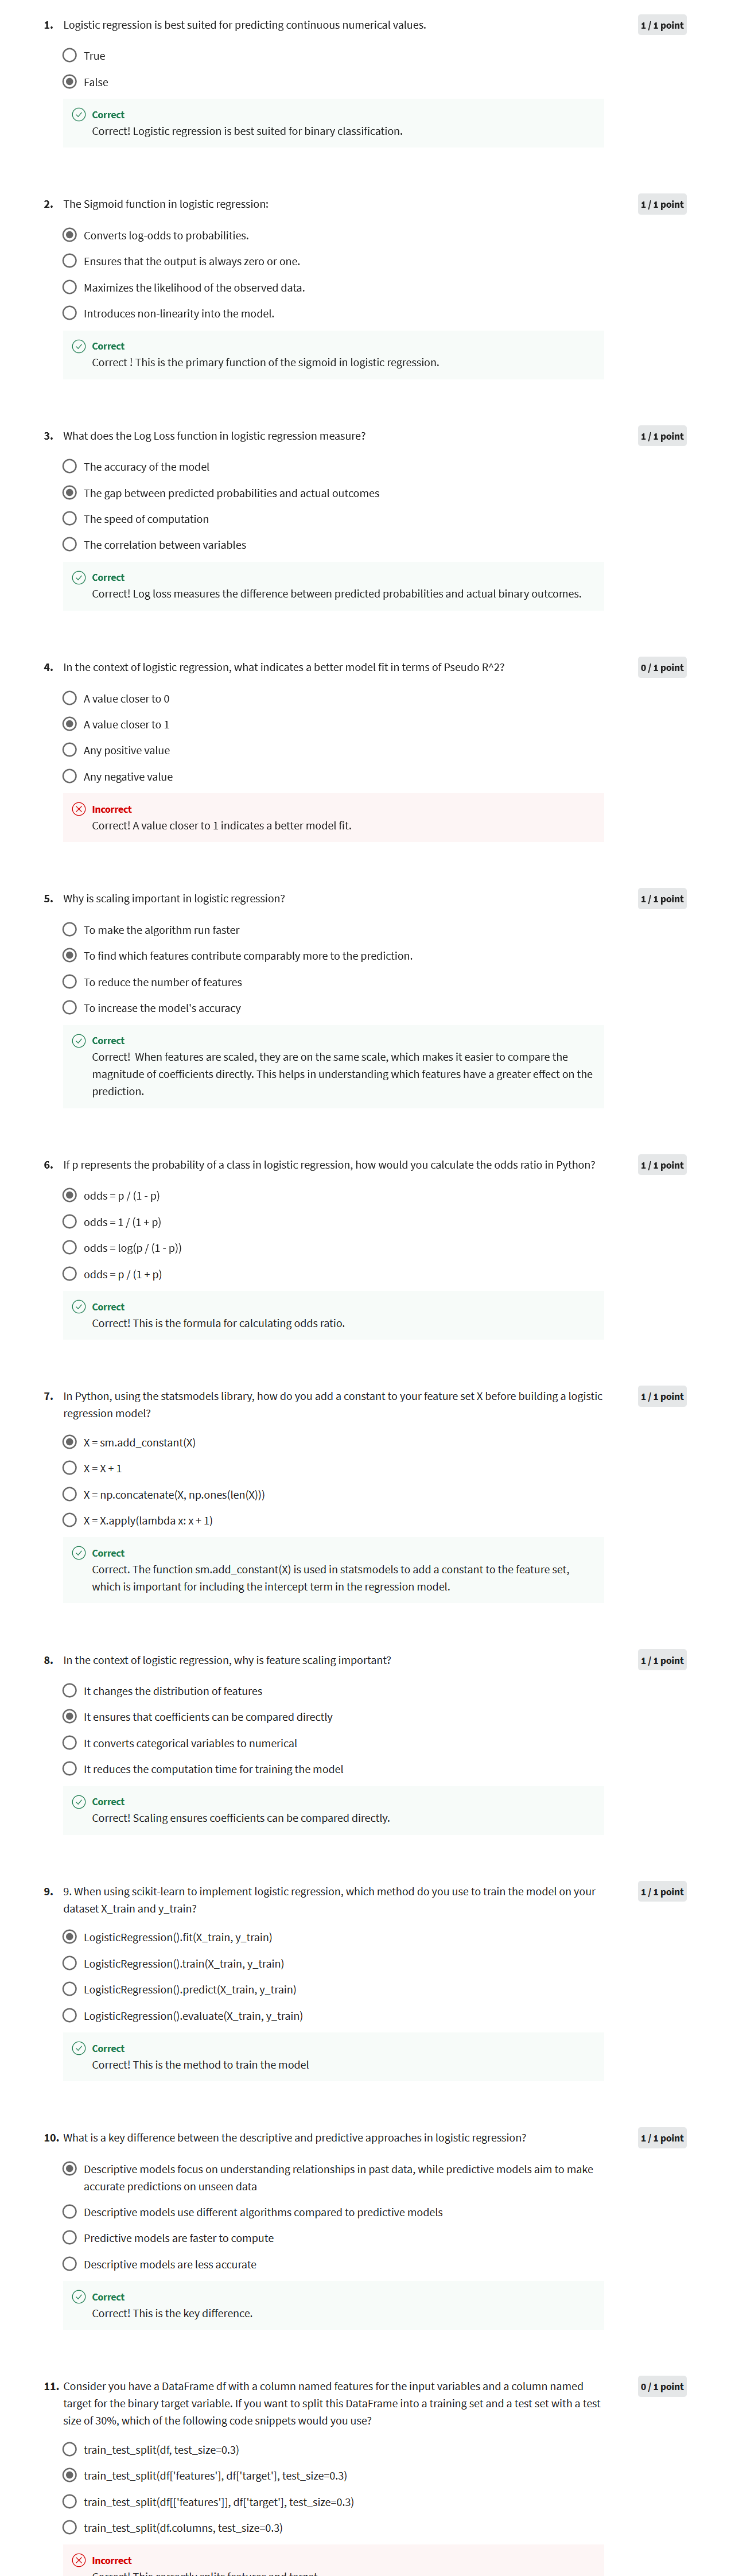 1. Logistic regression is best suited for predicting continuous numerical values.
1 / 1 point
True
False
Correct
Correct! Logistic regression is best suited for binary classification.
2. The Sigmoid function in logistic regression:
1 / 1 point
Converts log-odds to probabilities.
Ensures that the output is always zero or one.
Maximizes the likelihood of the observed data.
Introduces non-linearity into the model.
Correct
Correct ! This is the primary function of the sigmoid in logistic regression.
3. What does the Log Loss function in logistic regression measure?
1 / 1 point
The accuracy of the model
The gap between predicted probabilities and actual outcomes
The speed of computation
The correlation between variables
Correct
Correct! Log loss measures the difference between predicted probabilities and actual binary outcomes.
4. In the context of logistic regression, what indicates a better model fit in terms of Pseudo R^2?
0 / 1 point
A value closer to 0
A value closer to 1
Any positive value
Any negative value
Incorrect
Correct! A value closer to 1 indicates a better model fit.
5. Why is scaling important in logistic regression?
1 / 1 point
To make the algorithm run faster
To find which features contribute comparably more to the prediction.
To reduce the number of features
To increase the model's accuracy
Correct
Correct! When features are scaled, they are on the same scale, which makes it easier to compare the
magnitude of coefficients directly. This helps in understanding which features have a greater effect on the
prediction.
6. If p represents the probability of a class in logistic regression, how would you calculate the odds ratio in Python?
1 / 1 point
odds = p / (1 - p)
odds = 1 / (1 + p)
odds = log(p / (1 - p))
odds = p / (1 + p)
Correct
Correct! This is the formula for calculating odds ratio.
7. In Python, using the statsmodels library, how do you add a constant to your feature set X before building a logistic
regression model?
1 / 1 point
X = sm.add_constant(X)
X = X + 1
X = np.concatenate(X, np.ones(len(X)))
X = X.apply(lambda x: x + 1)
Correct
Correct. The function sm.add_constant(X) is used in statsmodels to add a constant to the feature set,
which is important for including the intercept term in the regression model.
8. In the context of logistic regression, why is feature scaling important?
1 / 1 point
It changes the distribution of features
It ensures that coefficients can be compared directly
It converts categorical variables to numerical
It reduces the computation time for training the model
Correct
Correct! Scaling ensures coefficients can be compared directly.
9. 9. When using scikit-learn to implement logistic regression, which method do you use to train the model on your
dataset X_train and y_train?
1 / 1 point
LogisticRegression().fit(X_train, y_train)
LogisticRegression().train(X_train, y_train)
LogisticRegression().predict(X_train, y_train)
LogisticRegression().evaluate(X_train, y_train)
Correct
Correct! This is the method to train the model
10. What is a key difference between the descriptive and predictive approaches in logistic regression?
1 / 1 point
Descriptive models focus on understanding relationships in past data, while predictive models aim to make
accurate predictions on unseen data
Descriptive models use different algorithms compared to predictive models
Predictive models are faster to compute
Descriptive models are less accurate
Correct
Correct! This is the key difference.
11. Consider you have a DataFrame df with a column named features for the input variables and a column named
target for the binary target variable. If you want to split this DataFrame into a training set and a test set with a test
size of 30%, which of the following code snippets would you use?
0 / 1 point
train_test_split(df, test_size=0.3)
train_test_split(df['features'], df['target'], test_size=0.3)
train_test_split(df[['features']], df['target'], test_size=0.3)
train_test_split(df.columns, test_size=0.3)
Incorrect